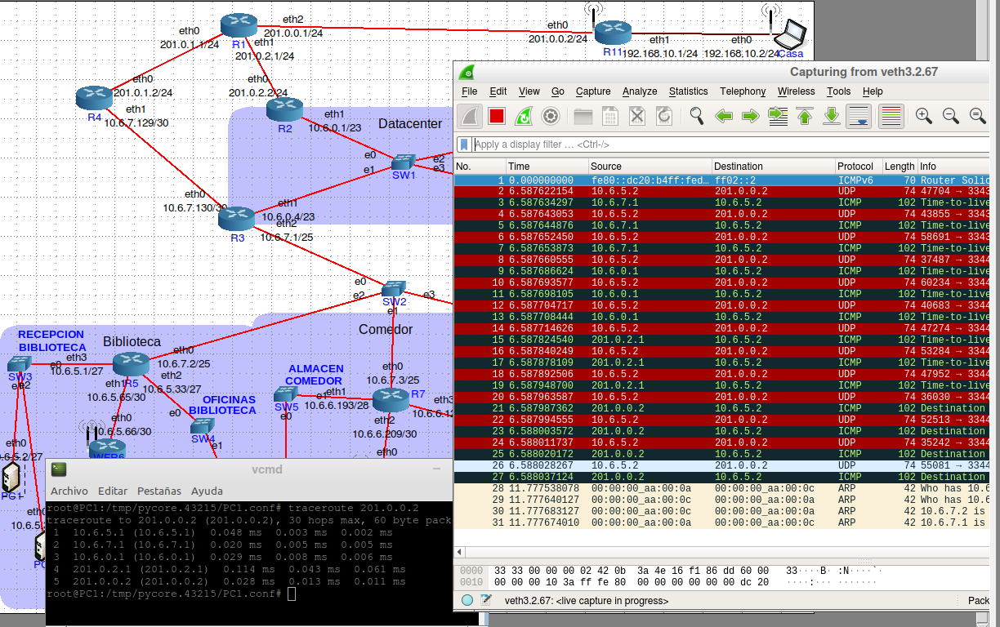 eth2
201.0.0.1/24
eth0
201.0.1.1/24
R1
eth1
201.0.2.1/24
eth0
201.0.0.2/24
R11
eth1
192.168.10.1/24
eth0
192.168.10.2/24
Casa
eth0
201.0.1.2/24
R4
eth1
10.6.7.129/30
eth0
201.0.2.2/24
R2
eth1
10.6.0.1/23
Datacenter
e0
e1
e2
e3
SW1
eth0
10.6.7.130/30
R3
eth1
10.6.0.4/23
eth2
10.6.7.1/25
e0
e2
e3
SW2
e1
RECEPCION
BIBLIOTECA
Biblioteca
Comedor
eth3
e0
10.6.5.1/27
SW3
eth0
10.6.7.2/25
R5
eth1
10.6.5.65/30
eth2
10.6.5.33/27
eth0
10.6.5.66/30
WFR6
OFICINAS
BIBLIOTECA
e0
SW4
e1
ALMACEN
COMEDOR
SW5
e0
e1
eth1
10.6.6.193/28
eth0
10.6.7.3/25
R7
eth3
eth2
10.6.6.209/30
eth0
eth0
PC1
Capturing from veth3.2.67
File Edit View Go Capture Analyze Statistics Telephony Wireless Tools Help
Apply a display filter … <Ctrl-/>
No. Time Source Destination Protocol Length Info
1 0.000000000 fe80::dc20:b4ff:fed… ff02::2 ICMPv6 70 Router Solic
2 6.587622154 10.6.5.2 201.0.0.2 UDP 74 47704 → 3343
3 6.587634297 10.6.7.1 10.6.5.2 ICMP 102 Time-to-live
4 6.587643053 10.6.5.2 201.0.0.2 UDP 74 43855 → 3343
5 6.587644876 10.6.7.1 10.6.5.2 ICMP 102 Time-to-live
6 6.587652450 10.6.5.2 201.0.0.2 UDP 74 58691 → 3343
7 6.587653873 10.6.7.1 10.6.5.2 ICMP 102 Time-to-live
8 6.587660555 10.6.5.2 201.0.0.2 UDP 74 37487 → 3344
9 6.587686624 10.6.0.1 10.6.5.2 ICMP 102 Time-to-live
10 6.587693577 10.6.5.2 201.0.0.2 UDP 74 60234 → 3344
11 6.587698105 10.6.0.1 10.6.5.2 ICMP 102 Time-to-live
12 6.587704717 10.6.5.2 201.0.0.2 UDP 74 40683 → 3344
13 6.587708444 10.6.0.1 10.6.5.2 ICMP 102 Time-to-live
14 6.587714626 10.6.5.2 201.0.0.2 UDP 74 47274 → 3344
15 6.587824540 201.0.2.1 10.6.5.2 ICMP 102 Time-to-live
16 6.587840249 10.6.5.2 201.0.0.2 UDP 74 53284 → 3344
17 6.587878109 201.0.2.1 10.6.5.2 ICMP 102 Time-to-live
18 6.587892506 10.6.5.2 201.0.0.2 UDP 74 47952 → 3344
19 6.587948700 201.0.2.1 10.6.5.2 ICMP 102 Time-to-live
20 6.587963587 10.6.5.2 201.0.0.2 UDP 74 36030 → 3344
21 6.587987362 201.0.0.2 10.6.5.2 ICMP 102 Destination
22 6.587994555 10.6.5.2 201.0.0.2 UDP 74 52513 → 3344
23 6.588003572 201.0.0.2 10.6.5.2 ICMP 102 Destination
24 6.588011737 10.6.5.2 201.0.0.2 UDP 74 35242 → 3344
25 6.588020172 201.0.0.2 10.6.5.2 ICMP 102 Destination
26 6.588028267 10.6.5.2 201.0.0.2 UDP 74 55081 → 3344
27 6.588037124 201.0.0.2 10.6.5.2 ICMP 102 Destination
28 11.777538078 00:00:00_aa:00:0a 00:00:00_aa:00:0c ARP 42 Who has 10.6
29 11.777640127 00:00:00_aa:00:0c 00:00:00_aa:00:0a ARP 42 Who has 10.6
30 11.777683127 00:00:00_aa:00:0a 00:00:00_aa:00:0c ARP 42 10.6.7.2 is
31 11.777674010 00:00:00_aa:00:0c 00:00:00_aa:00:0a ARP 42 10.6.7.1 is
0000 33 33 00 00 00 02 42 00 3a 4e 16 f1 86 dd 60 00 33····B· :N····`·
veth3.2.67: <live capture in progress>
Pack
vcmd
Archivo Editar Pestañas Ayuda
root@PC1:/tmp/pycore.43215/PC1.conf# traceroute 201.0.0.2
traceroute to 201.0.0.2 (201.0.0.2), 30 hops max, 60 byte pack
1 10.6.5.1 (10.6.5.1) 0.048 ms 0.003 ms 0.002 ms
2 10.6.7.1 (10.6.7.1) 0.020 ms 0.005 ms 0.005 ms
3 10.6.0.1 (10.6.0.1) 0.029 ms 0.008 ms 0.006 ms
4 201.0.2.1 (201.0.2.1) 0.114 ms 0.043 ms 0.061 ms
5 201.0.0.2 (201.0.0.2) 0.028 ms 0.013 ms 0.011 ms
root@PC1:/tmp/pycore.43215/PC1.conf#